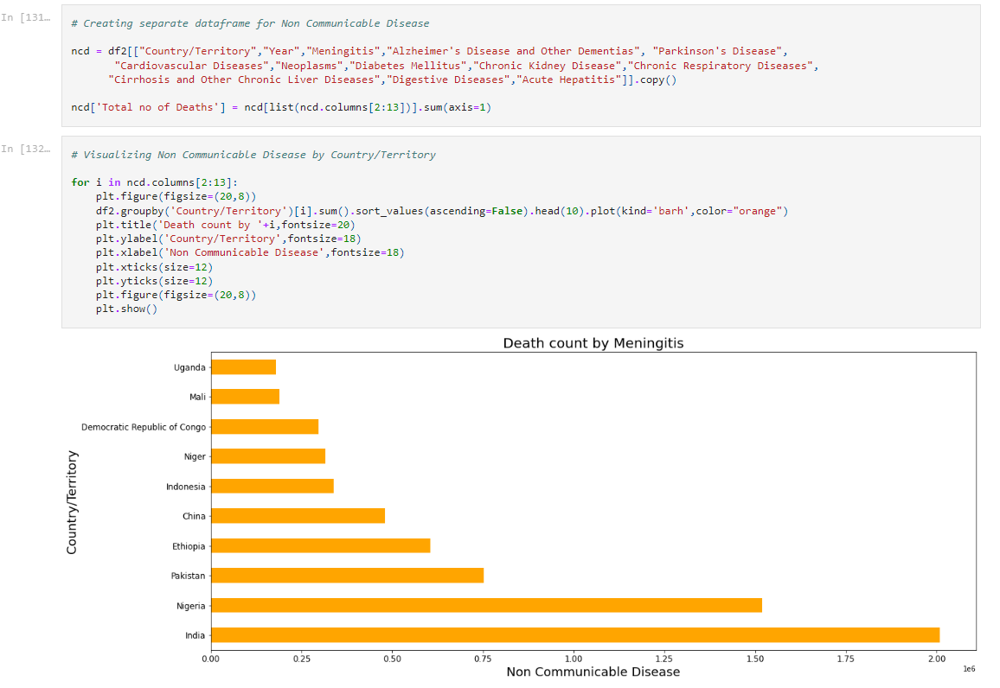 In [131…
# Creating separate dataframe for Non Communicable Disease
ncd = df2[["Country/Territory","Year","Meningitis","Alzheimer's Disease and Other Dementias", "Parkinson's Disease",
"Cardiovascular Diseases","Neoplasms","Diabetes Mellitus","Chronic Kidney Disease","Chronic Respiratory Diseases",
"Cirrhosis and Other Chronic Liver Diseases","Digestive Diseases","Acute Hepatitis"]].copy()
ncd['Total no of Deaths'] = ncd[list(ncd.columns[2:13])].sum(axis=1)
In [132…
# Visualizing Non Communicable Disease by Country/Territory
for i in ncd.columns[2:13]:
plt.figure(figsize=(20,8))
df2.groupby('Country/Territory')[i].sum().sort_values(ascending=False).head(10).plot(kind='barh',color="orange")
plt.title('Death count by '+i,fontsize=20)
plt.ylabel('Country/Territory',fontsize=18)
plt.xlabel('Non Communicable Disease',fontsize=18)
plt.xticks(size=12)
plt.yticks(size=12)
plt.figure(figsize=(20,8))
plt.show()
Death count by Meningitis
Country/Territory
Uganda
Mali
Democratic Republic of Congo
Niger
Indonesia
China
Ethiopia
Pakistan
Nigeria
India
0.00 0.25 0.50 0.75 1.00 1.25 1.50 1.75 2.00
1e6
Non Communicable Disease